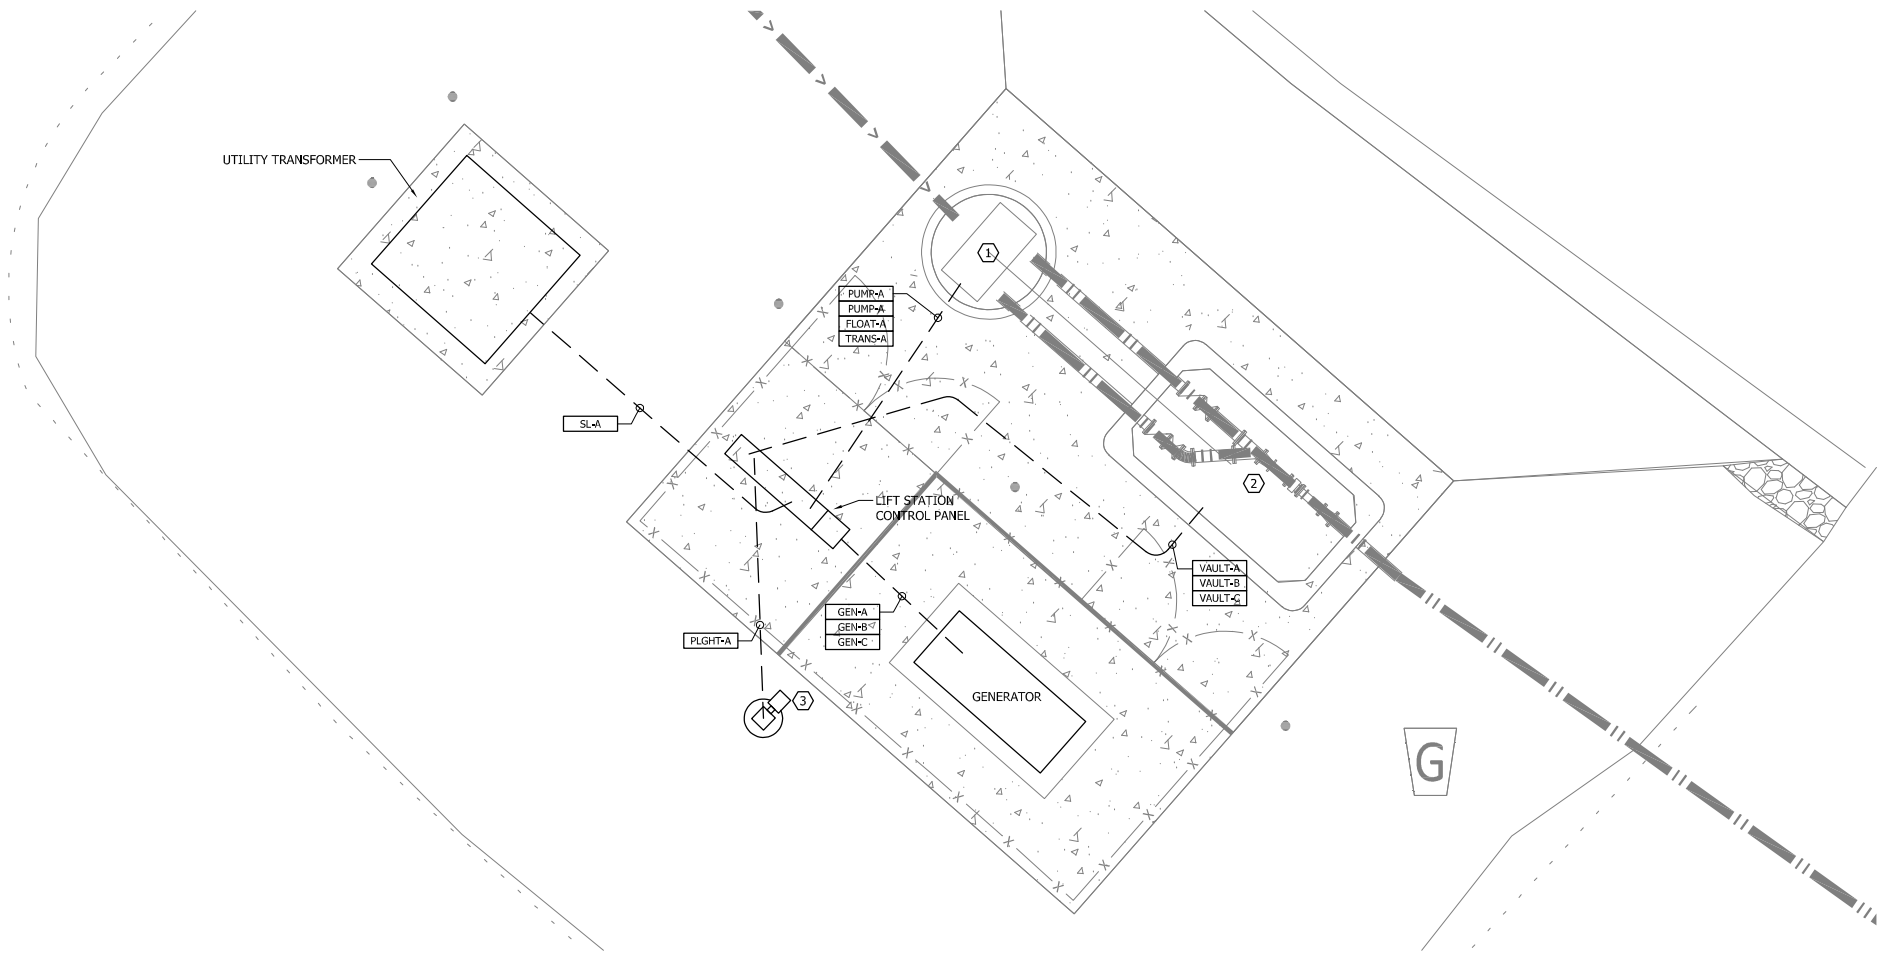 UTILITY TRANSFORMER
1
PUMP-A
PUMP-A
FLOAT-A
TRANS-A
SL-A
LIFT STATION
CONTROL PANEL
2
VAULT-A
VAULT-B
VAULT-C
GEN-A
GEN-B
GEN-C
PLGHT-A
3
GENERATOR
G